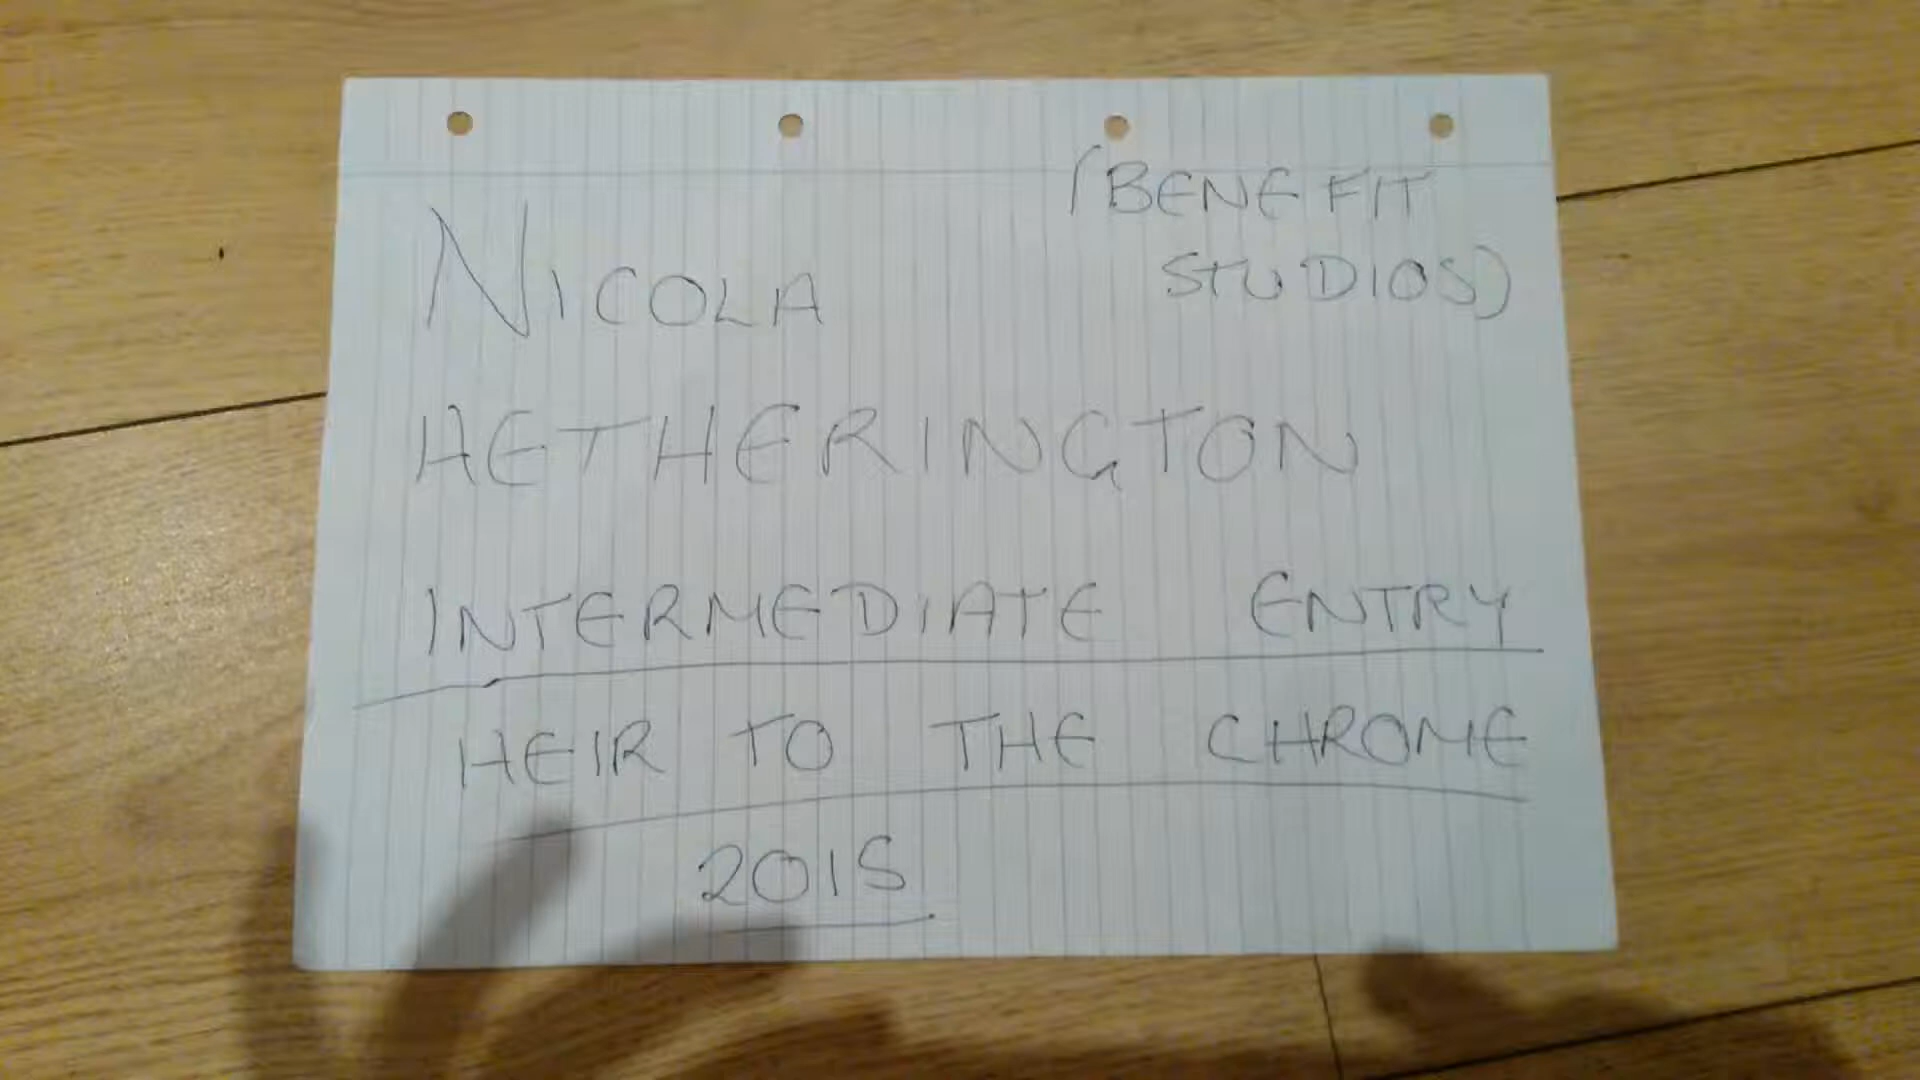 (BENEFIT
STUDIOS)
NICOLA
HETHERINGTON
INTERMEDIATE ENTRY
HEIR TO THE CHROME
2015